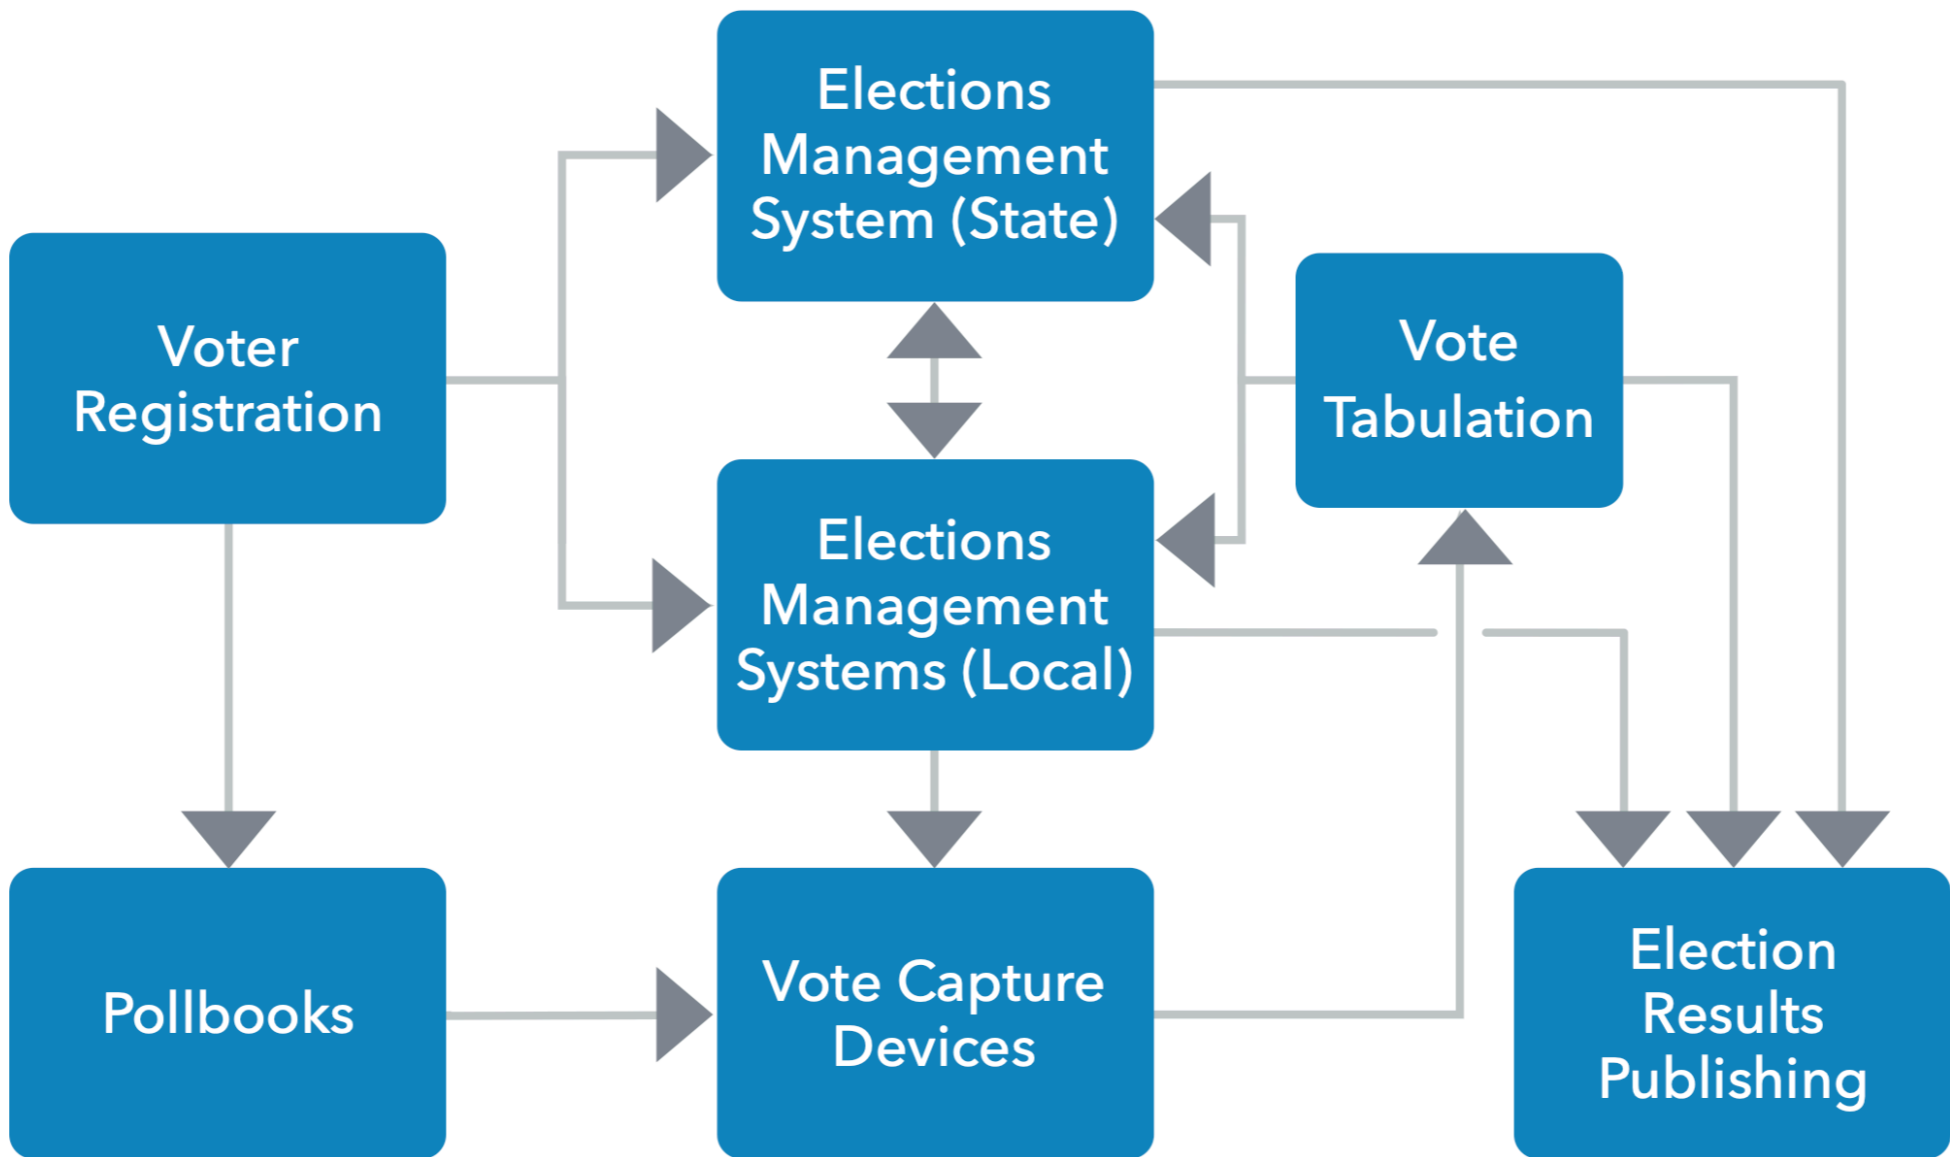 Elections
Management
System (State)
Voter
Registration
Vote
Tabulation
Elections
Management
Systems (Local)
Pollbooks
Vote Capture
Devices
Election
Results
Publishing